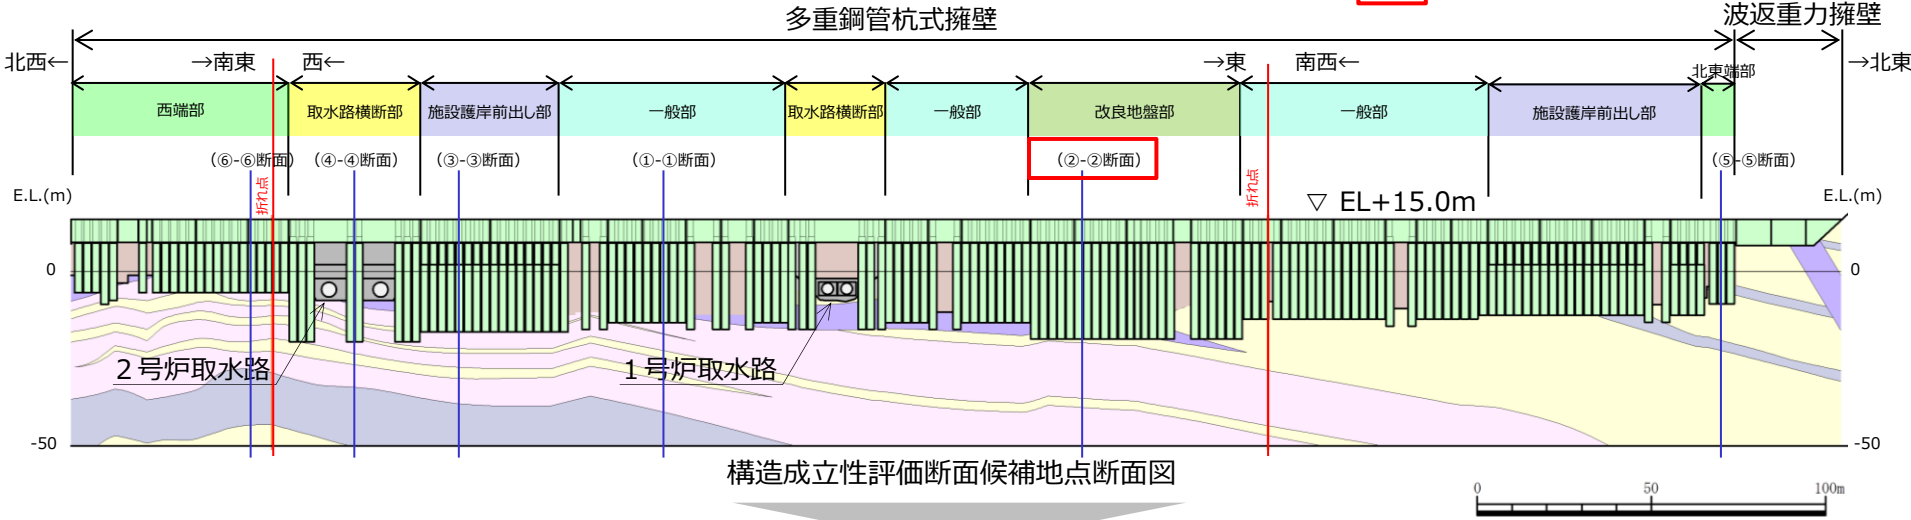 多重鋼管杭式擁壁
波返重力擁壁
北西←
→南東
西←
→東
南西←
→北東
北東端部
西端部
取水路横断部
施設護岸前出し部
一般部
取水路横断部
一般部
改良地盤部
一般部
施設護岸前出し部
（⑥-⑥断面）
（④-④断面）
（③-③断面）
（①-①断面）
（②-②断面）
（⑤-⑤断面）
折れ点
折れ点
E.L.(m)
▽ EL+15.0m
E.L.(m)
0
0
２号炉取水路
１号炉取水路
-50
-50
構造成立性評価断面候補地点断面図
0
50
100m